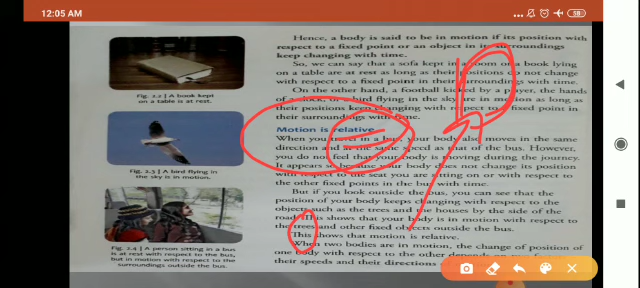 12:05 AM
58
Hence, a body is said to be in motion if its position with
respect to a fixed point or an object in its surroundings
keep changing with time.
So, we can say that a sofa kept in a room or a book lying
on a table are at rest as long as their positions do not change
with respect to a fixed point in their surroundings with time.
On the other hand, a football kicked by a player, the hands
of a clock, or a bird flying in the sky are in motion as long as
their positions keep changing with respect to a fixed point in
their surroundings with time.
Fig. 2.2 | A book kept
on a table is at rest.
Motion is relative
When you travel in a bus, your body also moves in the same
direction and at the same speed as that of the bus. However,
you do not feel that your body is moving during the journey.
It appears so because your body does not change its position
with respect to the seat you are sitting on or with respect to
the other fixed points in the bus with time.
Fig. 2.3 | A bird flying in
the sky is in motion.
But if you look outside the bus, you can see that the
position of your body keeps changing with respect to the
objects such as the trees and the houses by the side of the
road. This shows that your body is in motion with respect to
the trees and other fixed objects outside the bus.
This shows that motion is relative.
When two bodies are in motion, the change of position of
one body with respect to the other depends on
their speeds and their directions
Fig. 2.4 | A person sitting in a bus
is at rest with respect to the bus,
but in motion with respect to the
surroundings outside the bus.